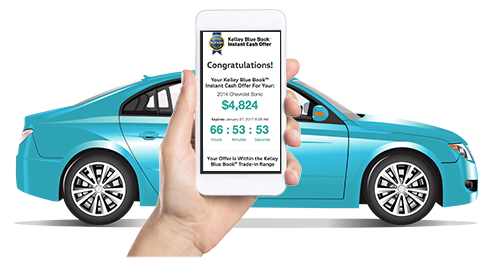 Kelley Blue Book
Instant Cash Offer
Congratulations!
Your Kelley Blue Book℠
Instant Cash Offer For Your:
2014 Chevrolet Sonic
$4,824
66 : 53 : 53
Hours Minutes Seconds
Your Offer Is Within the Kelley
Blue Book® Trade-In Range